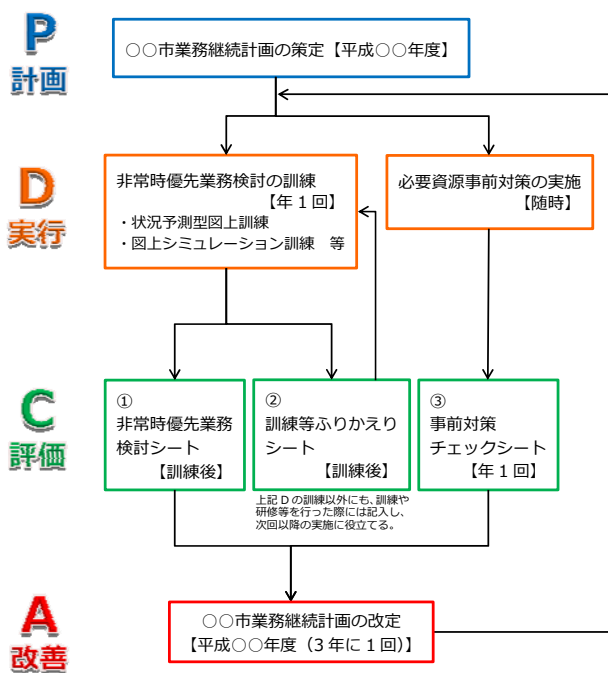 P
計画
○○市業務継続計画の策定【平成○○年度】
D
実行
非常時優先業務検討の訓練
【年1回】
・状況予測型図上訓練
・図上シミュレーション訓練　等
必要資源事前対策の実施
【随時】
C
評価
①
非常時優先業務
検討シート
【訓練後】
②
訓練等ふりかえり
シート
【訓練後】
③
事前対策
チェックシート
【年1回】
上記Dの訓練以外にも、訓練や
研修等を行った際には記入し、
次回以降の実施に役立てる。
A
改善
○○市業務継続計画の改定
【平成○○年度（3年に1回）】